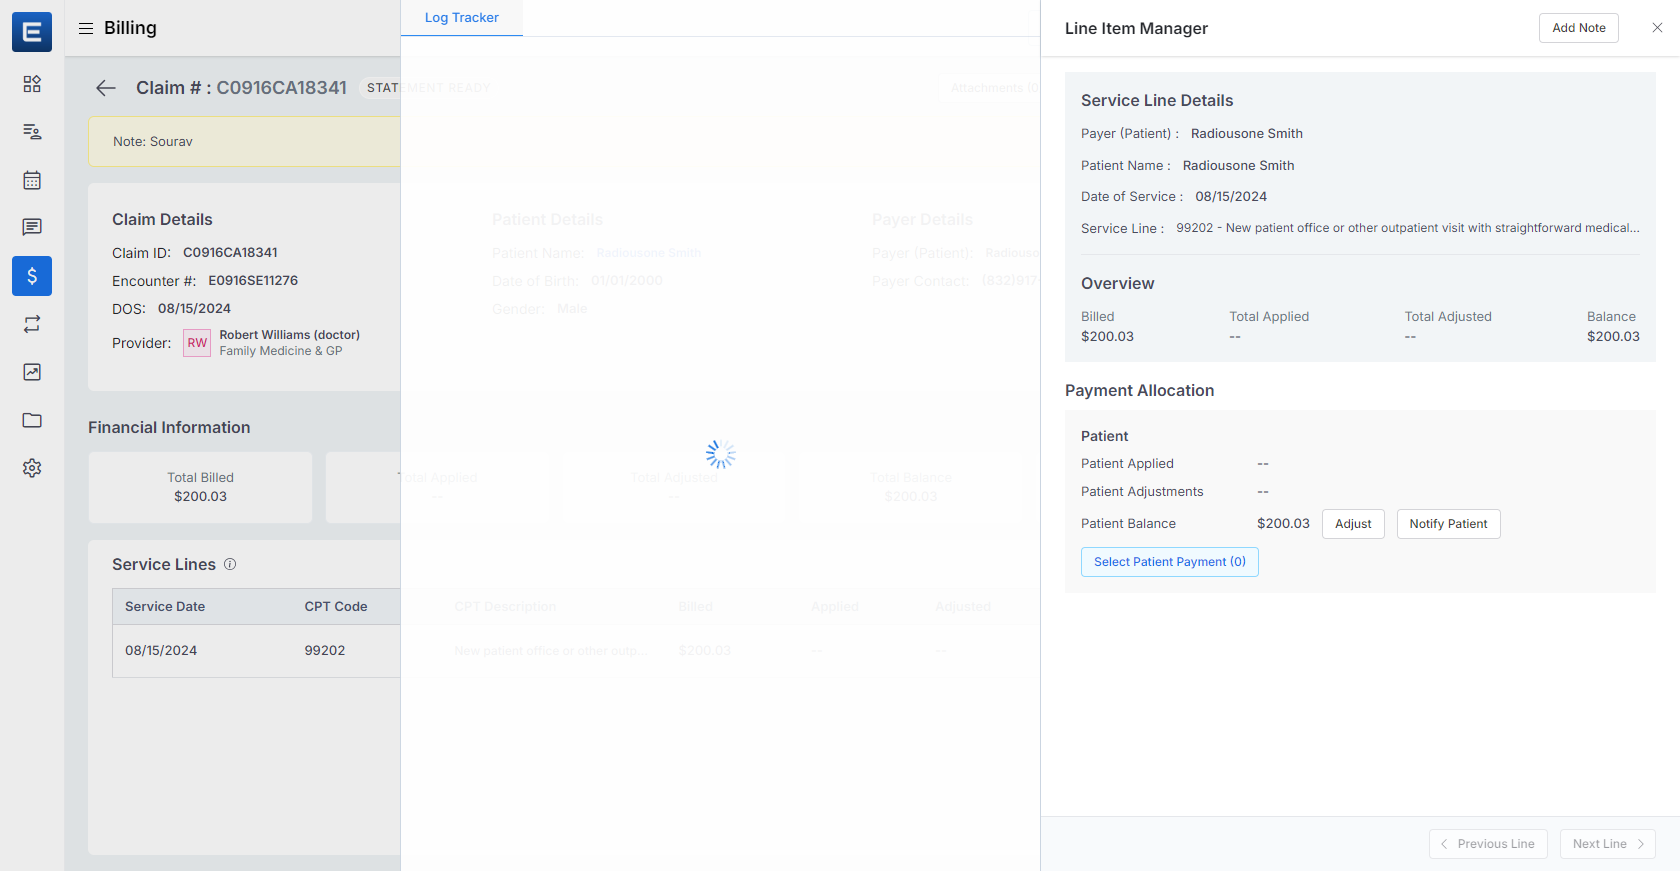 E
Billing
Log Tracker
Line Item Manager
Add Note
Claim # : C0916CA18341
STATEMENT READY
Attachments (0
Note: Sourav
Claim Details
Claim ID: C0916CA18341
Encounter #: E0916SE11276
DOS: 08/15/2024
Provider: RW Robert Williams (doctor)
Family Medicine & GP
Patient Details
Patient Name: Radiousone Smith
Date of Birth: 01/01/2000
Gender: Male
Payer Details
Payer (Patient): Radiouso
Payer Contact: (832)917-
Financial Information
Total Billed
$200.03
Total Applied
--
Total Adjusted
--
Total Balance
$200.03
Service Lines
Service Date CPT Code CPT Description Billed Applied Adjusted
08/15/2024 99202 New patient office or other outp... $200.03 -- --
Service Line Details
Payer (Patient) : Radiousone Smith
Patient Name : Radiousone Smith
Date of Service : 08/15/2024
Service Line : 99202 - New patient office or other outpatient visit with straightforward medical...
Overview
Billed Total Applied Total Adjusted Balance
$200.03 -- -- $200.03
Payment Allocation
Patient
Patient Applied --
Patient Adjustments --
Patient Balance $200.03 Adjust Notify Patient
Select Patient Payment (0)
Previous Line Next Line